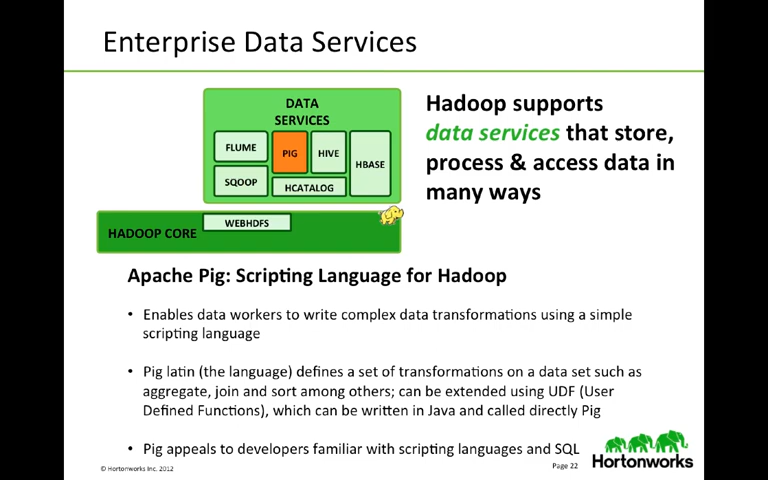 Enterprise Data Services
DATA
SERVICES
FLUME
PIG
HIVE
HBASE
SQOOP
HCATALOG
WEBHDFS
HADOOP CORE
Hadoop supports
data services that store,
process & access data in
many ways
Apache Pig: Scripting Language for Hadoop
• Enables data workers to write complex data transformations using a simple
scripting language
• Pig latin (the language) defines a set of transformations on a data set such as
aggregate, join and sort among others; can be extended using UDF (User
Defined Functions), which can be written in Java and called directly Pig
• Pig appeals to developers familiar with scripting languages and SQL
© Hortonworks Inc. 2012
Page 22
Hortonworks